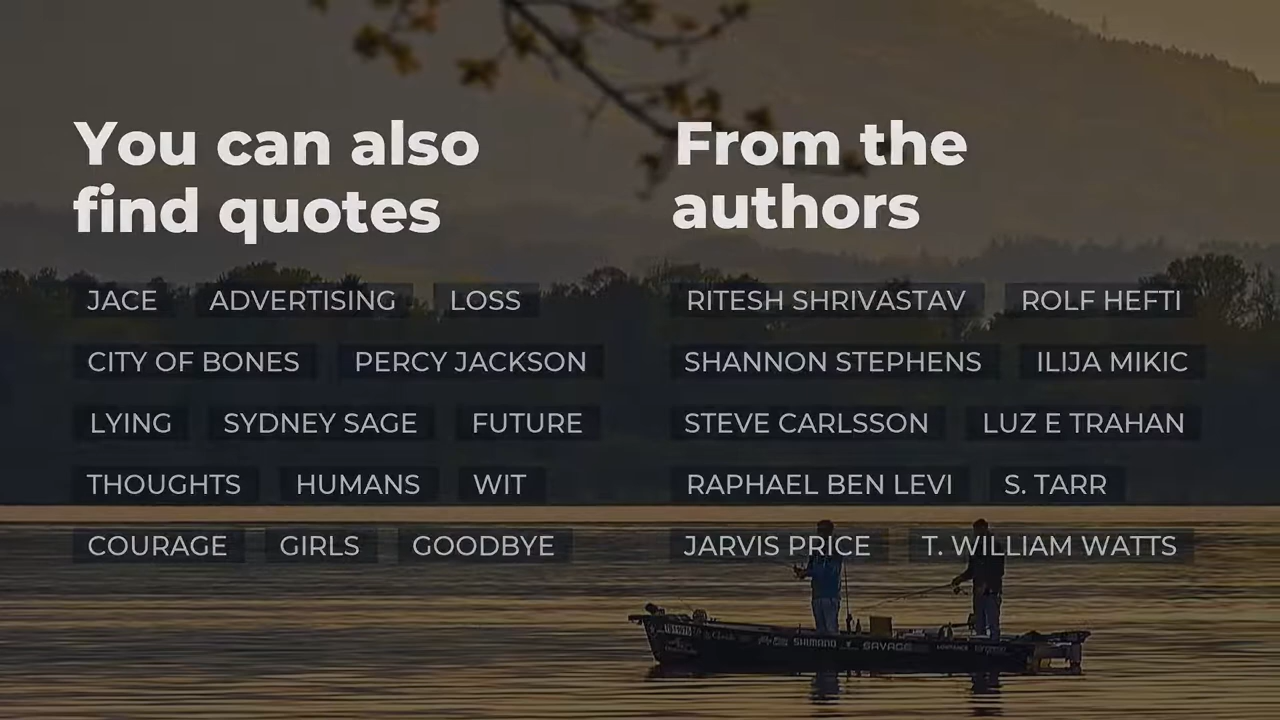 You can also
find quotes
JACE ADVERTISING LOSS
CITY OF BONES PERCY JACKSON
LYING SYDNEY SAGE FUTURE
THOUGHTS HUMANS WIT
COURAGE GIRLS GOODBYE
From the
authors
RITESH SHRIVASTAV ROLF HEFTI
SHANNON STEPHENS ILIJA MIKIC
STEVE CARLSSON LUZ E TRAHAN
RAPHAEL BEN LEVI S. TARR
JARVIS PRICE T. WILLIAM WATTS
SHIMANO SAVAGE